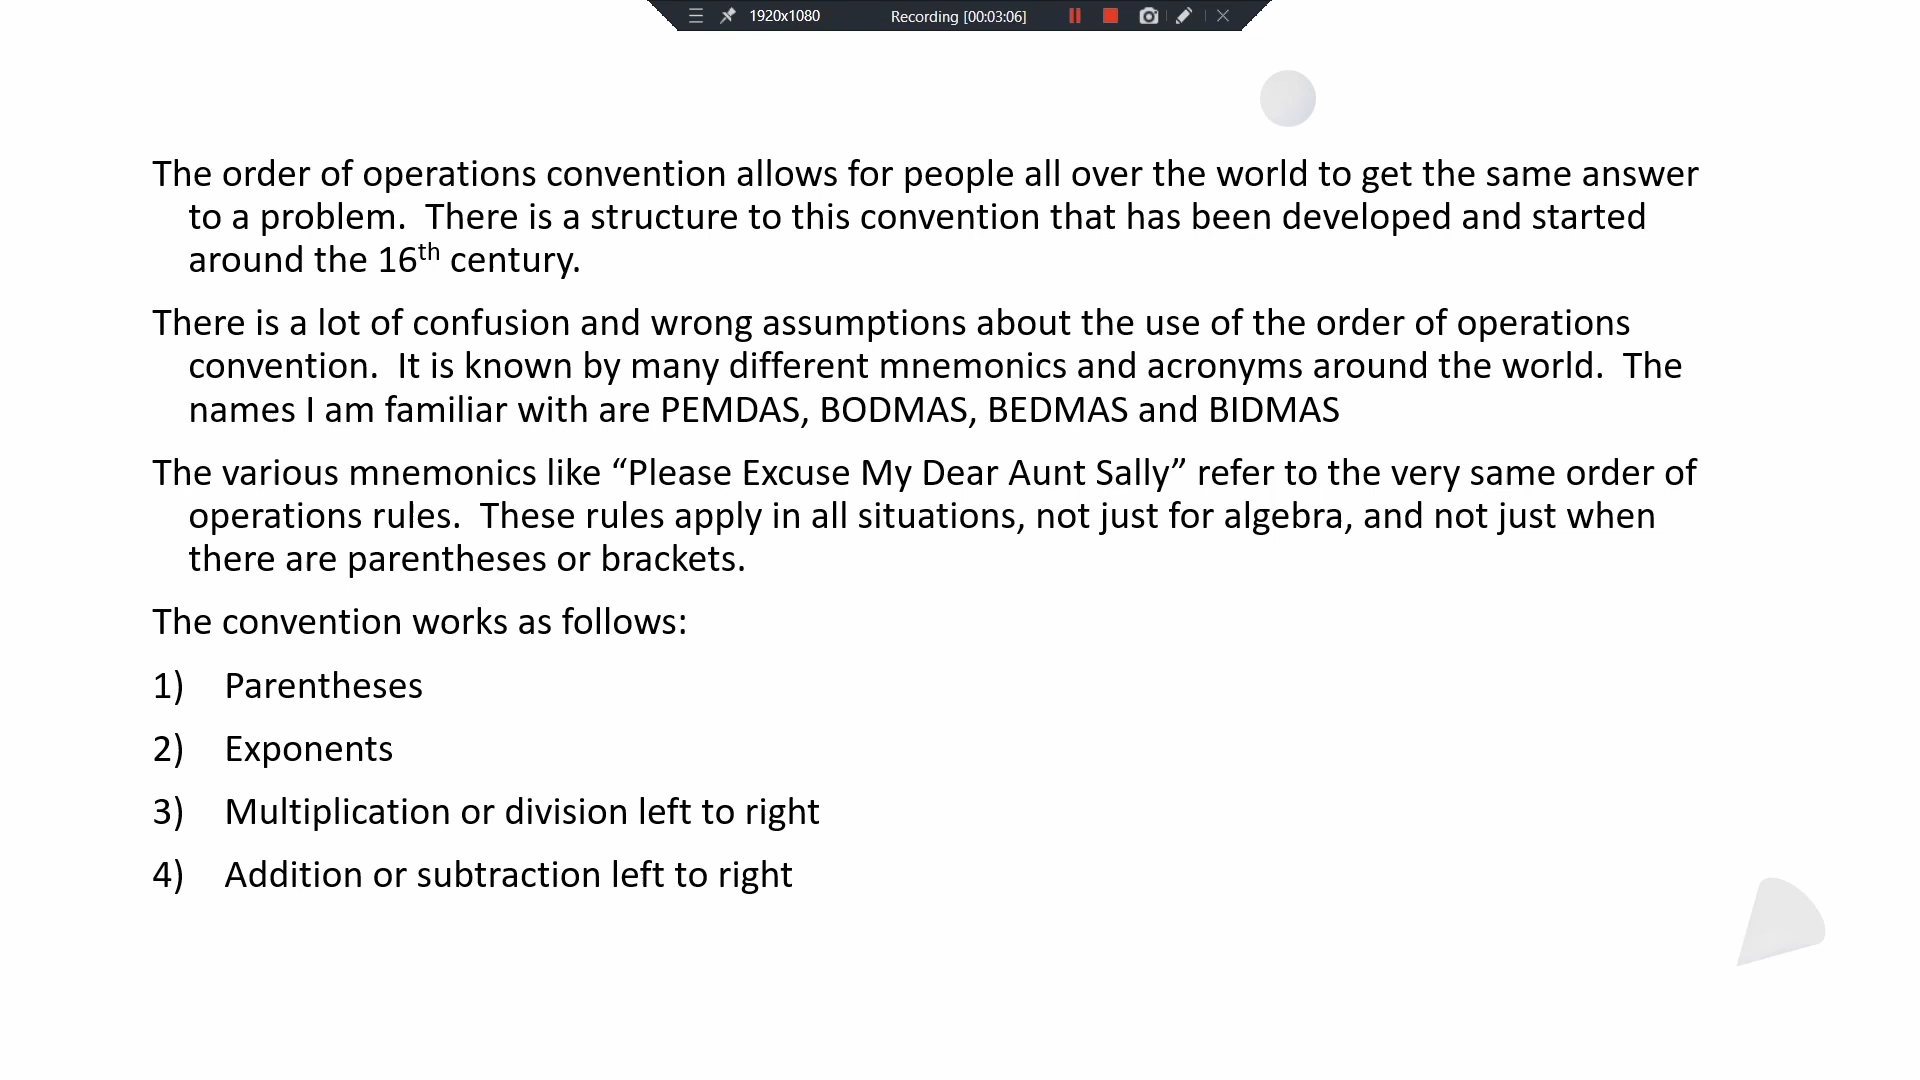 1920x1080 Recording [00:03:06]
The order of operations convention allows for people all over the world to get the same answer
to a problem.  There is a structure to this convention that has been developed and started
around the 16th century.
There is a lot of confusion and wrong assumptions about the use of the order of operations
convention.  It is known by many different mnemonics and acronyms around the world.  The
names I am familiar with are PEMDAS, BODMAS, BEDMAS and BIDMAS
The various mnemonics like “Please Excuse My Dear Aunt Sally” refer to the very same order of
operations rules.  These rules apply in all situations, not just for algebra, and not just when
there are parentheses or brackets.
The convention works as follows:
1) Parentheses
2) Exponents
3) Multiplication or division left to right
4) Addition or subtraction left to right